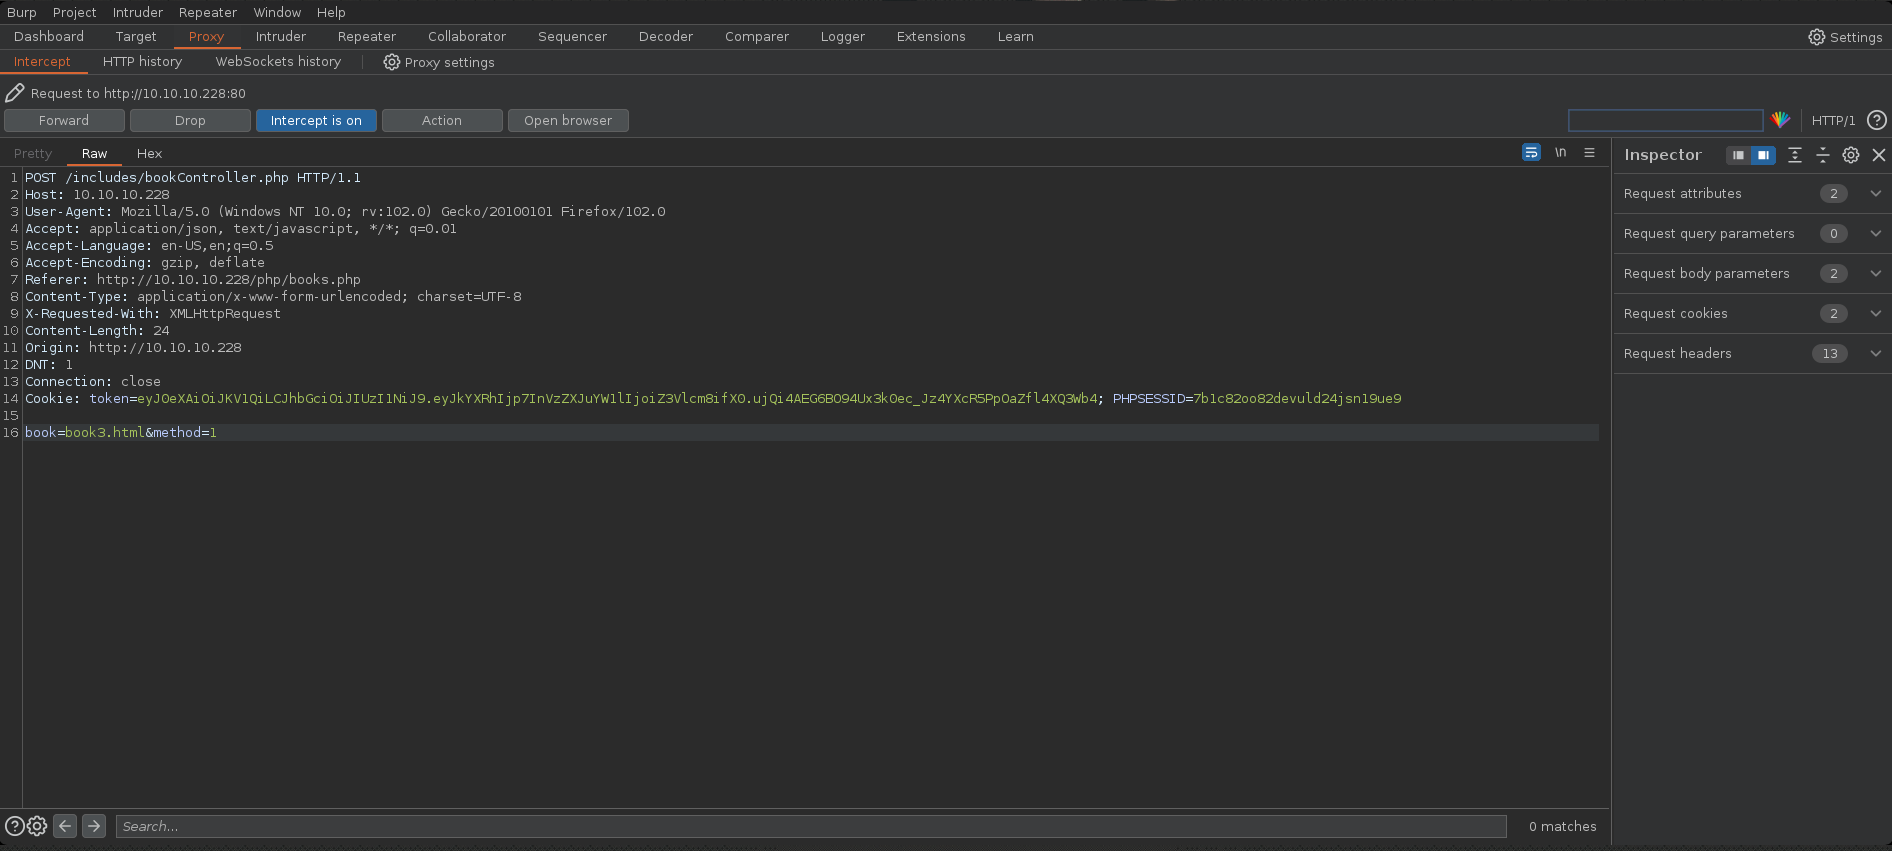 Burp Project Intruder Repeater Window Help
Dashboard Target Proxy Intruder Repeater Collaborator Sequencer Decoder Comparer Logger Extensions Learn Settings
Intercept HTTP history WebSockets history Proxy settings
Request to http://10.10.10.228:80
Forward Drop Intercept is on Action Open browser HTTP/1 ?
Pretty Raw Hex \n
Inspector
1 POST /includes/bookController.php HTTP/1.1
2 Host: 10.10.10.228
3 User-Agent: Mozilla/5.0 (Windows NT 10.0; rv:102.0) Gecko/20100101 Firefox/102.0
4 Accept: application/json, text/javascript, */*; q=0.01
5 Accept-Language: en-US,en;q=0.5
6 Accept-Encoding: gzip, deflate
7 Referer: http://10.10.10.228/php/books.php
8 Content-Type: application/x-www-form-urlencoded; charset=UTF-8
9 X-Requested-With: XMLHttpRequest
10 Content-Length: 24
11 Origin: http://10.10.10.228
12 DNT: 1
13 Connection: close
14 Cookie: token=eyJ0eXAiOiJKV1QiLCJhbGciOiJIUzI1NiJ9.eyJkYXRhIjp7InVzZXJuYW1lIjoiZ3Vlcm8ifX0.ujQi4AEG6BO94Ux3k0ec_Jz4YXcR5PpOaZfl4XQ3Wb4; PHPSESSID=7b1c82oo82devuld24jsn19ue9
15
16 book=book3.html&method=1
Request attributes 2
Request query parameters 0
Request body parameters 2
Request cookies 2
Request headers 13
? Search... 0 matches